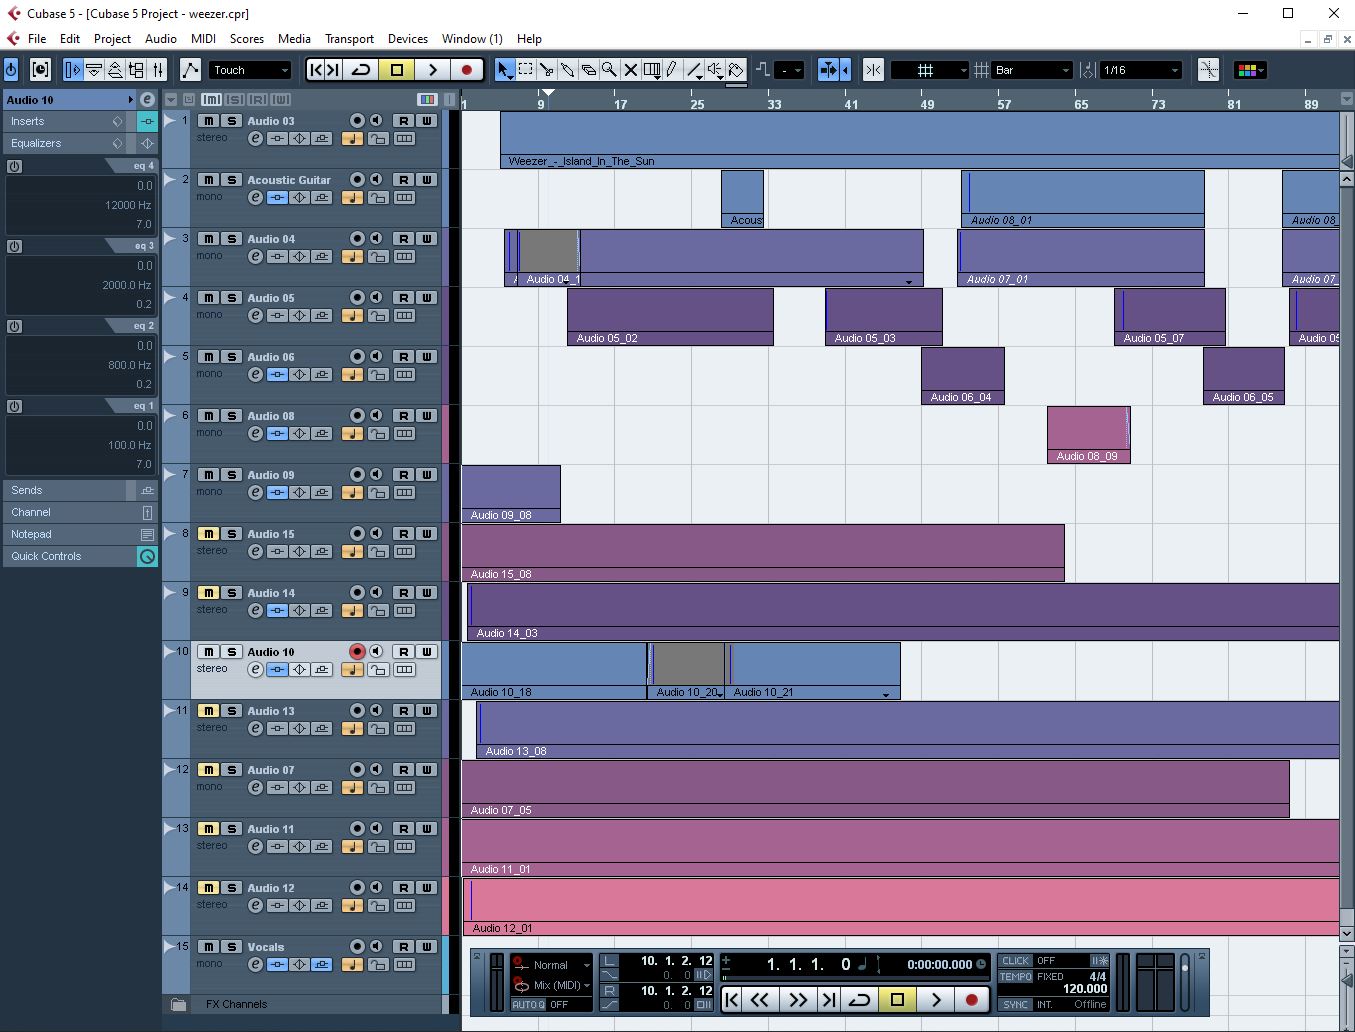 Cubase 5 - [Cubase 5 Project - weezer.cpr]
File Edit Project Audio MIDI Scores Media Transport Devices Window (1) Help
Touch Bar 1/16
Audio 10 e
1 9 17 25 33 41 49 57 65 73 81 89
Inserts
Equalizers
eq 4
0.0
12000 Hz
7.0
eq 3
0.0
2000.0 Hz
0.2
eq 2
0.0
800.0 Hz
0.2
eq 1
0.0
100.0 Hz
7.0
Sends
Channel
Notepad
Quick Controls
1 m S Audio 03 R W
stereo e
Weezer_-_Island_In_The_Sun
2 m S Acoustic Guitar R W
mono e
Acous Audio 08_01 Audio 08_
3 m S Audio 04 R W
mono e
Audio 04_1 Audio 07_01 Audio 07_
4 m S Audio 05 R W
mono e
Audio 05_02 Audio 05_03 Audio 05_07 Audio 05
5 m S Audio 06 R W
mono e
Audio 06_04 Audio 06_05
6 m S Audio 08 R W
mono e
Audio 08_09
7 m S Audio 09 R W
mono e
Audio 09_08
8 m S Audio 15 R W
stereo e
Audio 15_08
9 m S Audio 14 R W
stereo e
Audio 14_03
10 m S Audio 10 R W
stereo e
Audio 10_18 Audio 10_20 Audio 10_21
11 m S Audio 13 R W
stereo e
Audio 13_08
12 m S Audio 07 R W
mono e
Audio 07_05
13 m S Audio 11 R W
stereo e
Audio 11_01
14 m S Audio 12 R W
stereo e
Audio 12_01
15 m S Vocals R W
mono e
FX Channels
Normal
Mix (MIDI)
AUTO Q OFF
L 10. 1. 2. 12
0. 0
R 10. 1. 2. 12
0. 0
1. 1. 1. 0 0:00:00.000
CLICK OFF
TEMPO FIXED 4/4
120.000
SYNC INT. Offline